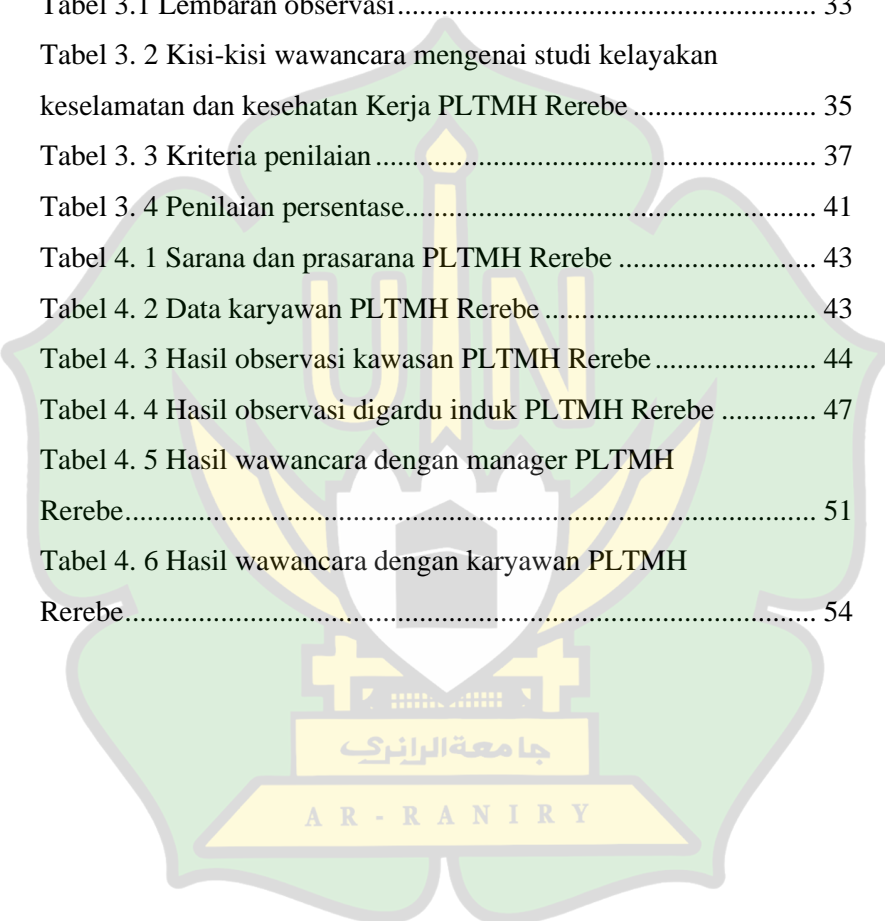 Tabel 3.1 Lembaran observasi................................................................ 33
Tabel 3. 2 Kisi-kisi wawancara mengenai studi kelayakan
keselamatan dan kesehatan Kerja PLTMH Rerebe ......................... 35
Tabel 3. 3 Kriteria penilaian ............................................................ 37
Tabel 3. 4 Penilaian persentase........................................................ 41
Tabel 4. 1 Sarana dan prasarana PLTMH Rerebe ........................... 43
Tabel 4. 2 Data karyawan PLTMH Rerebe ..................................... 43
Tabel 4. 3 Hasil observasi kawasan PLTMH Rerebe ...................... 44
Tabel 4. 4 Hasil observasi digardu induk PLTMH Rerebe ............. 47
Tabel 4. 5 Hasil wawancara dengan manager PLTMH
Rerebe.............................................................................................. 51
Tabel 4. 6 Hasil wawancara dengan karyawan PLTMH
Rerebe.............................................................................................. 54
UIN
جامعةالرانري
AR-RANIRY